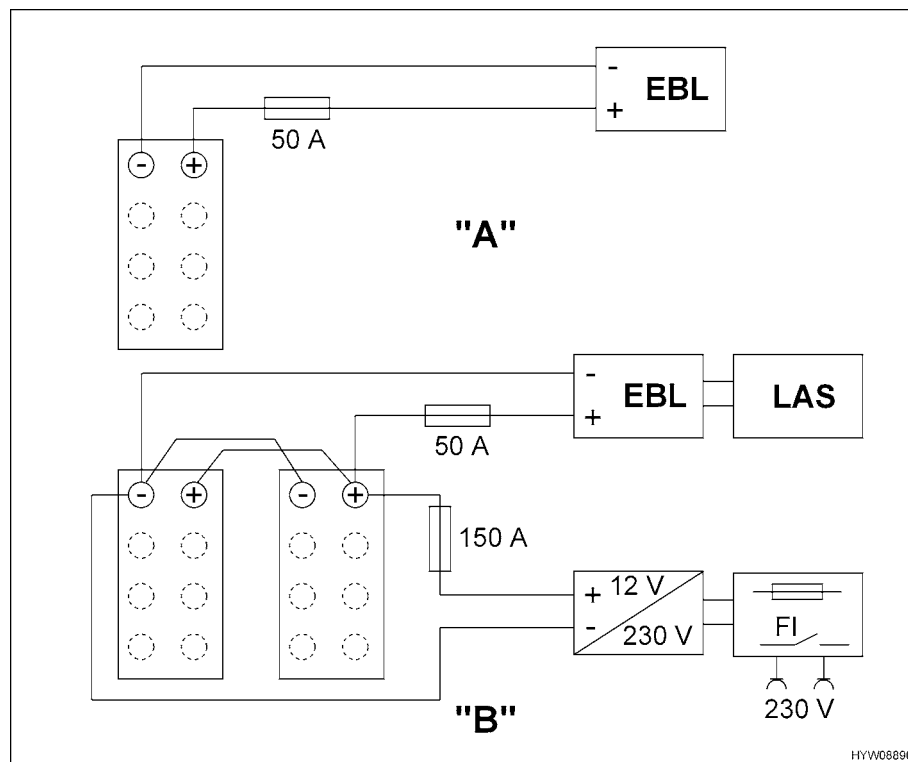 -
EBL
+
50 A
- +
"A"
-
EBL
LAS
+
50 A
- +
- +
150 A
+ 12 V
- 230 V
FI
230 V
"B"